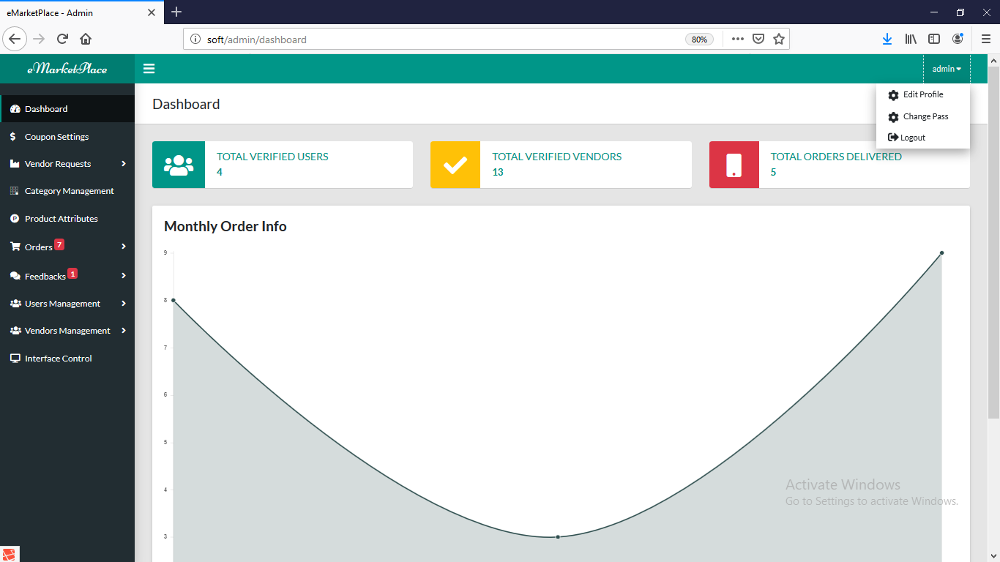 eMarketPlace - Admin
soft/admin/dashboard
80%
eMarketPlace
admin
Edit Profile
Change Pass
Logout
Dashboard
Coupon Settings
Vendor Requests
Category Management
Product Attributes
Orders 7
Feedbacks 1
Users Management
Vendors Management
Interface Control
Dashboard
TOTAL VERIFIED USERS
4
TOTAL VERIFIED VENDORS
13
TOTAL ORDERS DELIVERED
5
Monthly Order Info
9
8
7
6
5
4
3
Activate Windows
Go to Settings to activate Windows.